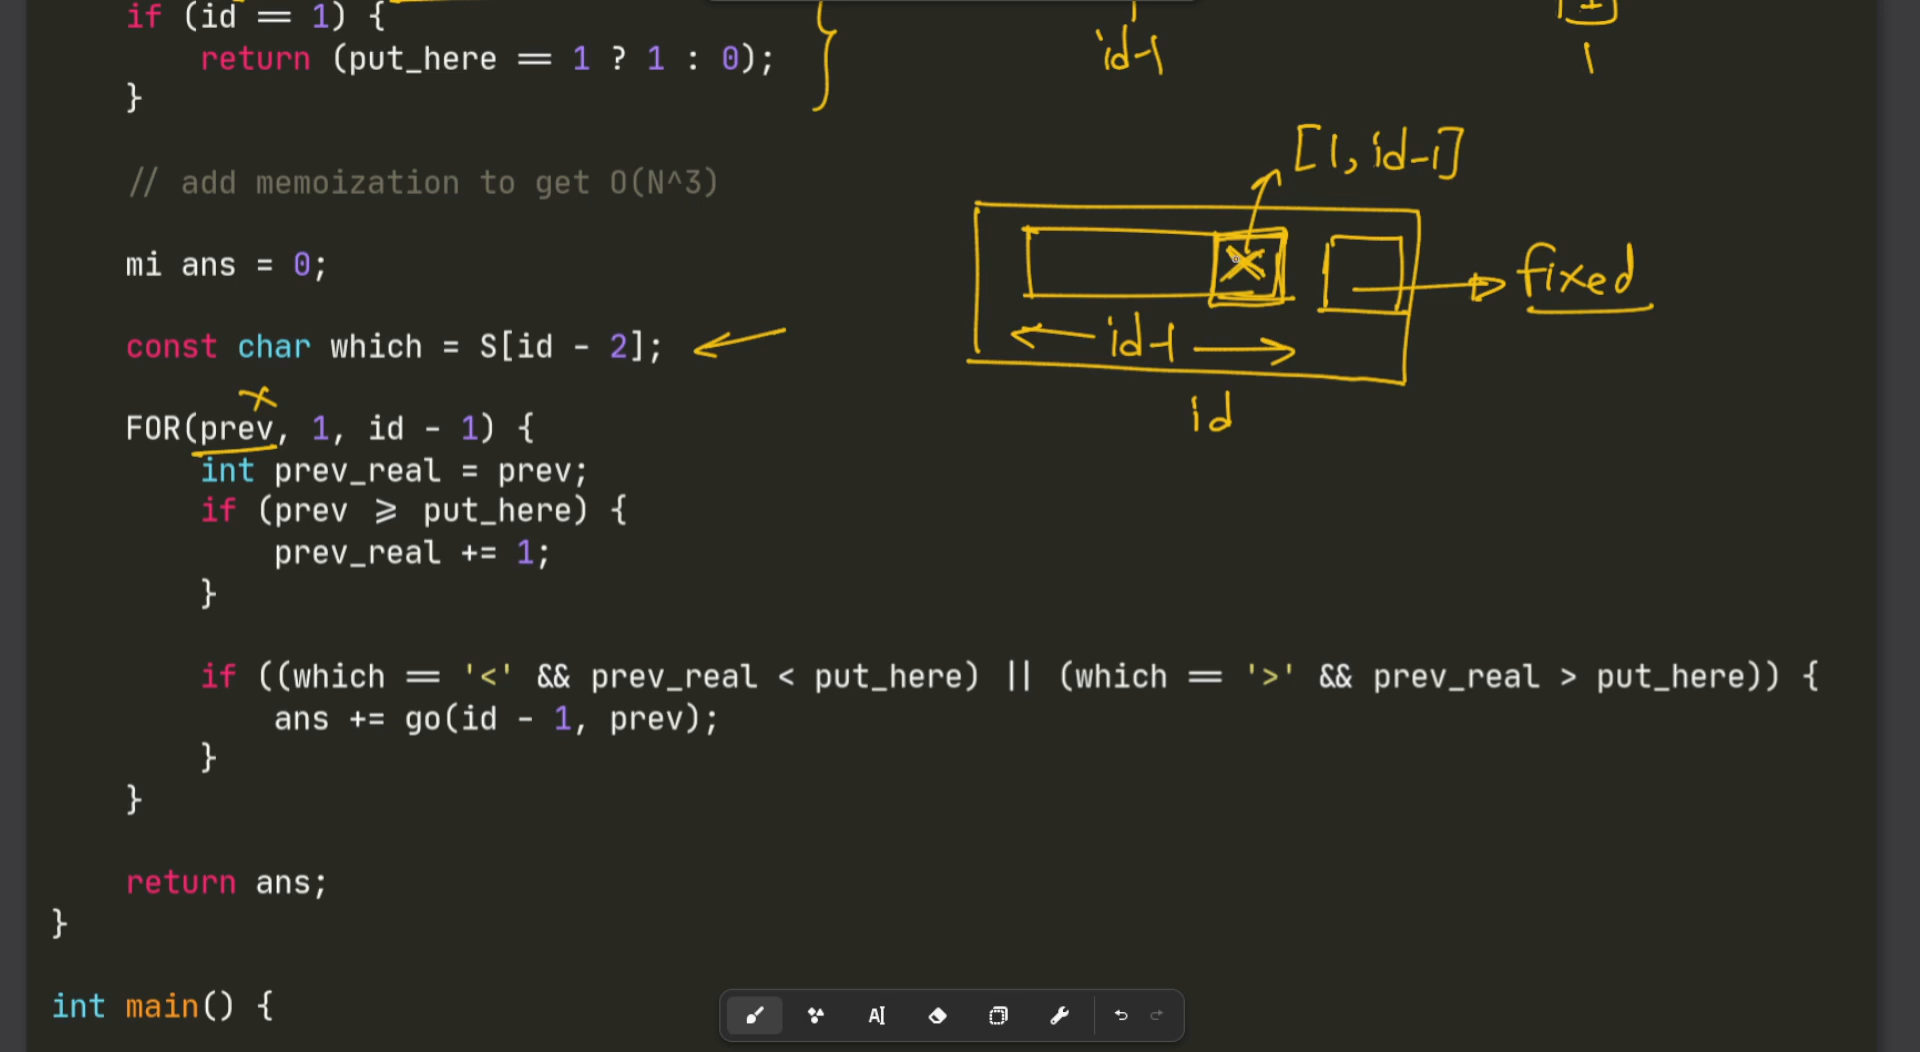 if (id == 1) {
return (put_here == 1 ? 1 : 0);
}
id-1
1
1
// add memoization to get O(N^3)
[1, id-1]
mi ans = 0;
fixed
const char which = S[id - 2];
id-1
x
id
FOR(prev, 1, id - 1) {
int prev_real = prev;
if (prev >= put_here) {
prev_real += 1;
}
if ((which == '<' && prev_real < put_here) || (which == '>' && prev_real > put_here)) {
ans += go(id - 1, prev);
}
}
return ans;
}
int main() {
AI